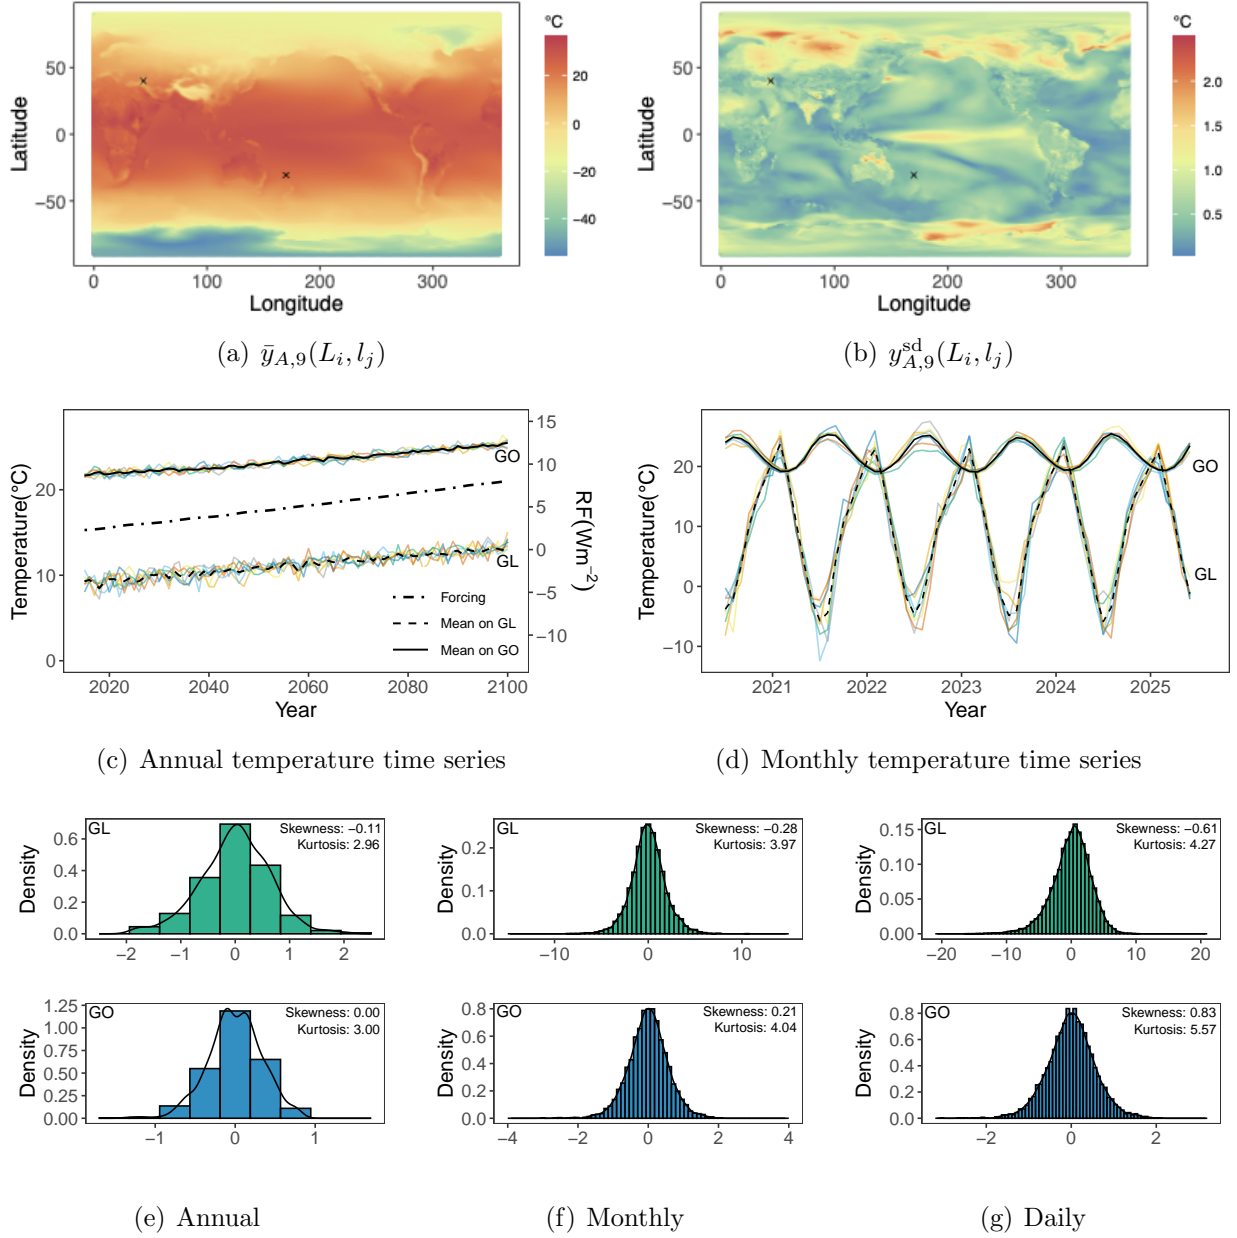 °C
20
0
−20
−40
50
0
−50
Latitude
0 100 200 300
Longitude
(a) ȳ_{A,9}(L_i, l_j)
°C
2.0
1.5
1.0
0.5
50
0
−50
Latitude
0 100 200 300
Longitude
(b) y^{sd}_{A,9}(L_i, l_j)
Temperature(°C)
20
10
0
15
10
5
0
−5
−10
RF(Wm⁻²)
GO
GL
Forcing
Mean on GL
Mean on GO
2020 2040 2060 2080 2100
Year
(c) Annual temperature time series
Temperature(°C)
20
10
0
−10
GO
GL
2021 2022 2023 2024 2025
Year
(d) Monthly temperature time series
GL
Skewness: −0.11
Kurtosis: 2.96
Density
0.6
0.4
0.2
0.0
−2 −1 0 1 2
GL
Skewness: −0.28
Kurtosis: 3.97
Density
0.2
0.1
0.0
−10 0 10
GL
Skewness: −0.61
Kurtosis: 4.27
Density
0.15
0.10
0.05
0.00
−20 −10 0 10 20
GO
Skewness: 0.00
Kurtosis: 3.00
Density
1.25
1.00
0.75
0.50
0.25
0.00
−1 0 1
GO
Skewness: 0.21
Kurtosis: 4.04
Density
0.8
0.6
0.4
0.2
0.0
−4 −2 0 2 4
GO
Skewness: 0.83
Kurtosis: 5.57
Density
0.8
0.6
0.4
0.2
0.0
−2 0 2
(e) Annual
(f) Monthly
(g) Daily